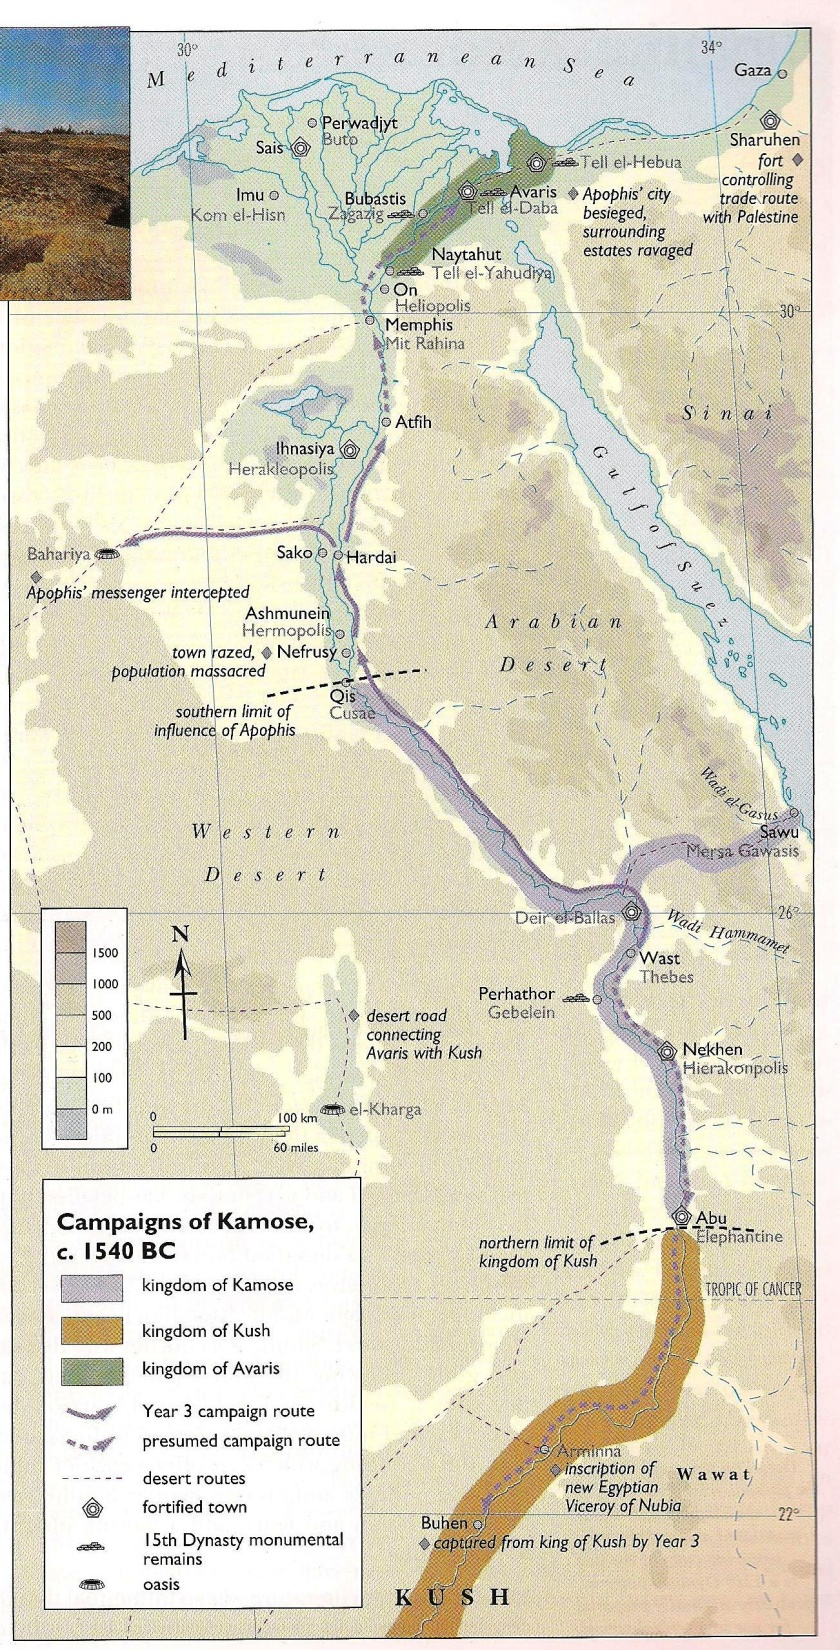 30°
34°
Mediterranean Sea
Gaza
Perwadjyt
Buto
Sais
Sharuhen
fort
controlling
trade route
with Palestine
Tell el-Hebua
Imu
Kom el-Hisn
Bubastis
Zagazig
Avaris
Tell el-Daba
Apophis' city
besieged,
surrounding
estates ravaged
Naytahut
Tell el-Yahudiya
On
Heliopolis
30°
Memphis
Mit Rahina
Sinai
Atfih
Ihnasiya
Herakleopolis
Gulf of Suez
Bahariya
Sako
Hardai
Apophis' messenger intercepted
Ashmunein
Hermopolis
Arabian
Desert
town razed,
population massacred
Nefrusy
Qis
Cusae
southern limit of
influence of Apophis
Wadi el-Gasus
Sawu
Mersa Gawasis
Western
Desert
Deir el-Ballas
26°
Wadi Hammamet
N
Wast
Thebes
1500
1000
500
200
100
0 m
Perhathor
Gebelein
desert road
connecting
Avaris with Kush
Nekhen
Hierakonpolis
el-Kharga
0
100 km
0
60 miles
Abu
Elephantine
northern limit of
kingdom of Kush
TROPIC OF CANCER
Campaigns of Kamose,
c. 1540 BC
kingdom of Kamose
kingdom of Kush
kingdom of Avaris
Year 3 campaign route
presumed campaign route
desert routes
fortified town
15th Dynasty monumental
remains
oasis
Arminna
inscription of
new Egyptian
Viceroy of Nubia
Wawat
22°
Buhen
captured from king of Kush by Year 3
KUSH